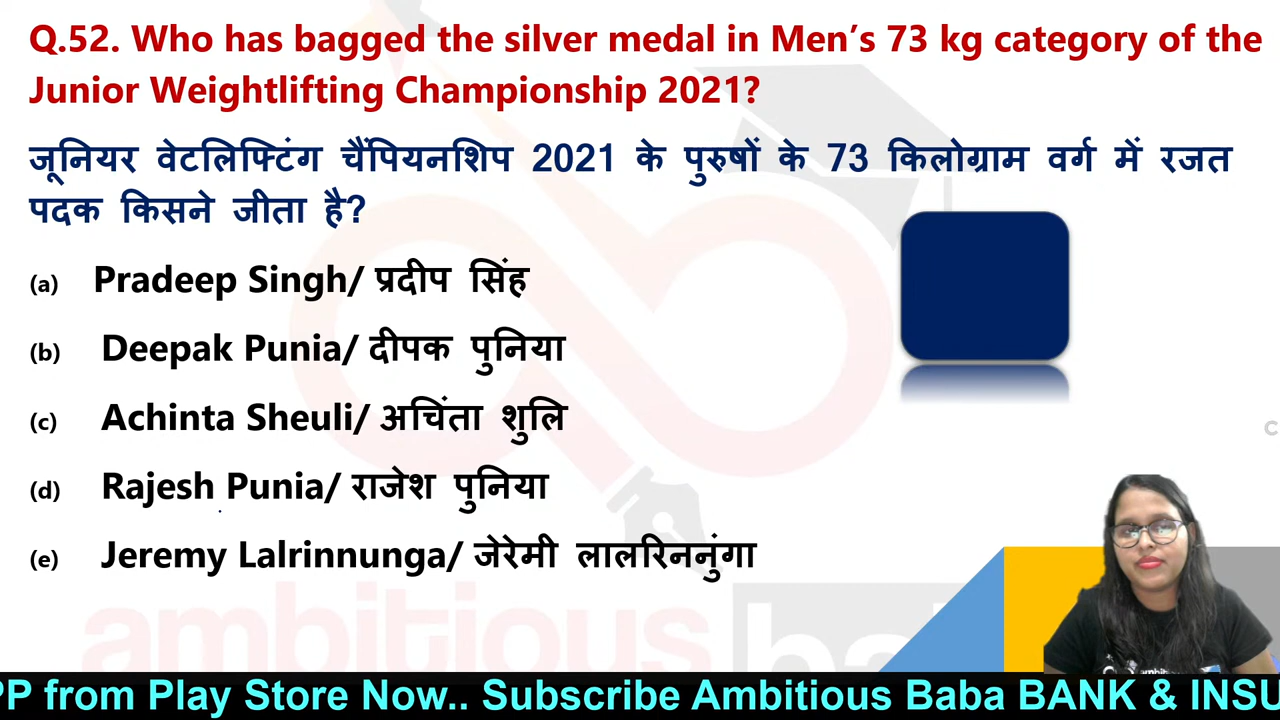 Q.52. Who has bagged the silver medal in Men’s 73 kg category of the
Junior Weightlifting Championship 2021?
जूनियर वेटलिफ्टिंग चैंपियनशिप 2021 के पुरुषों के 73 किलोग्राम वर्ग में रजत
पदक किसने जीता है?
(a) Pradeep Singh/ प्रदीप सिंह
(b) Deepak Punia/ दीपक पुनिया
(c) Achinta Sheuli/ अचिंता शुलि
(d) Rajesh Punia/ राजेश पुनिया
(e) Jeremy Lalrinnunga/ जेरेमी लालरिननुंगा
ambitious
PP from Play Store Now.. Subscribe Ambitious Baba BANK & INSU